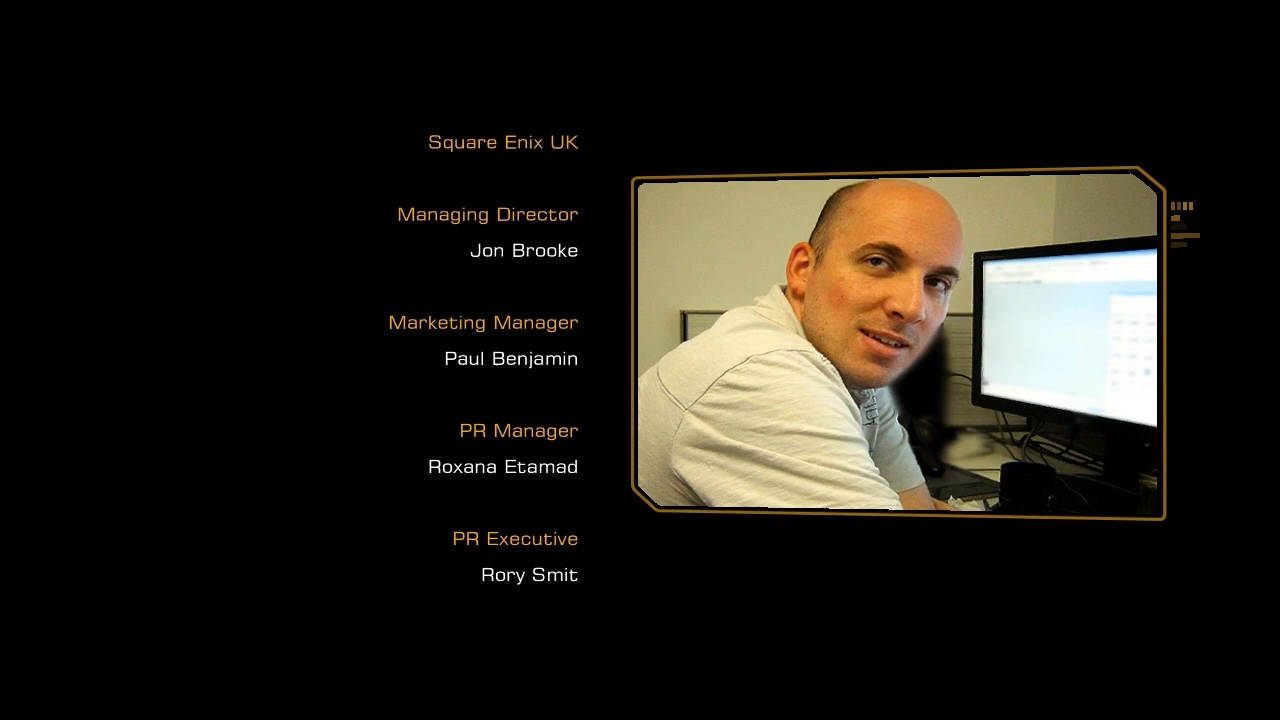 Square Enix UK
Managing Director
Jon Brooke
Marketing Manager
Paul Benjamin
PR Manager
Roxana Etamad
PR Executive
Rory Smit